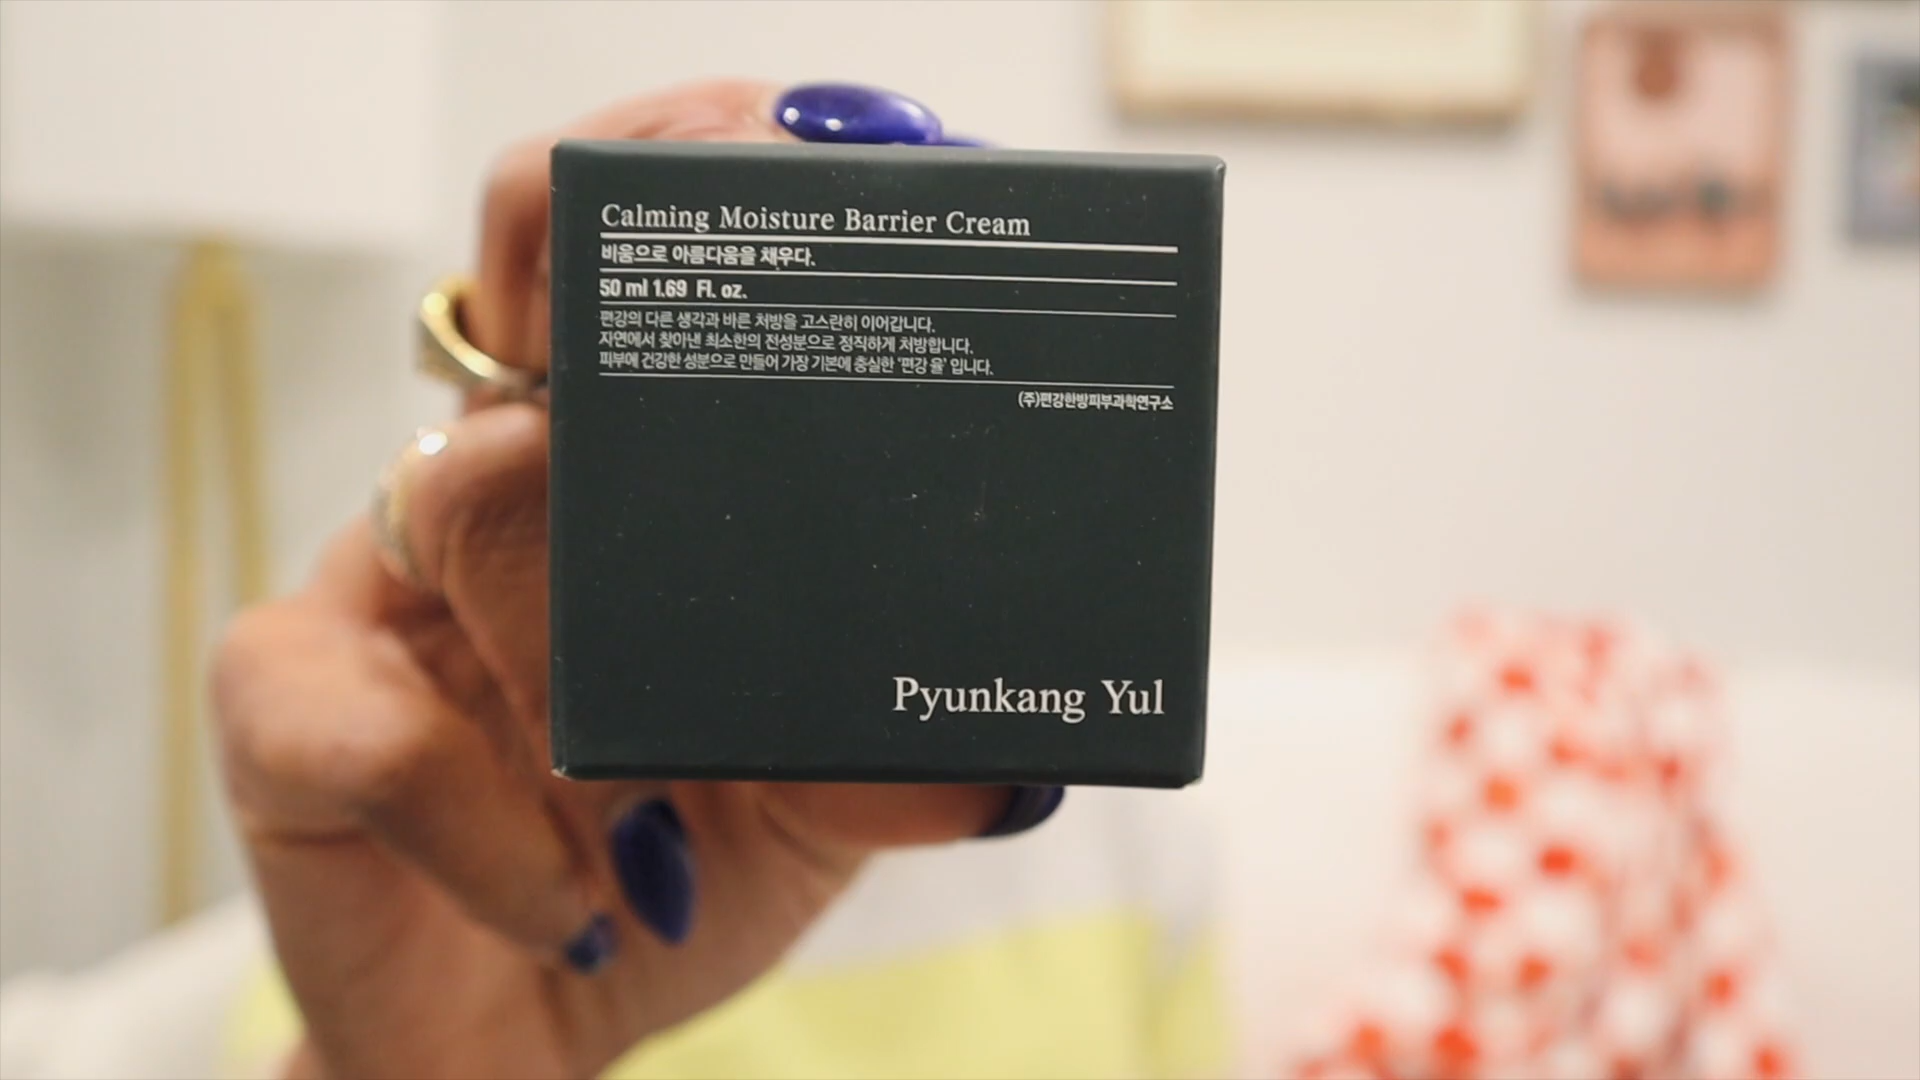 Calming Moisture Barrier Cream
비움으로 아름다움을 채우다.
50 ml 1.69 Fl. oz.
편강의 다른 생각과 바른 처방을 고스란히 이어갑니다.
자연에서 찾아낸 최소한의 전성분으로 정직하게 처방합니다.
피부에 건강한 성분으로 만들어 가장 기본에 충실한 '편강 율' 입니다.
(주)편강한방피부과학연구소
Pyunkang Yul